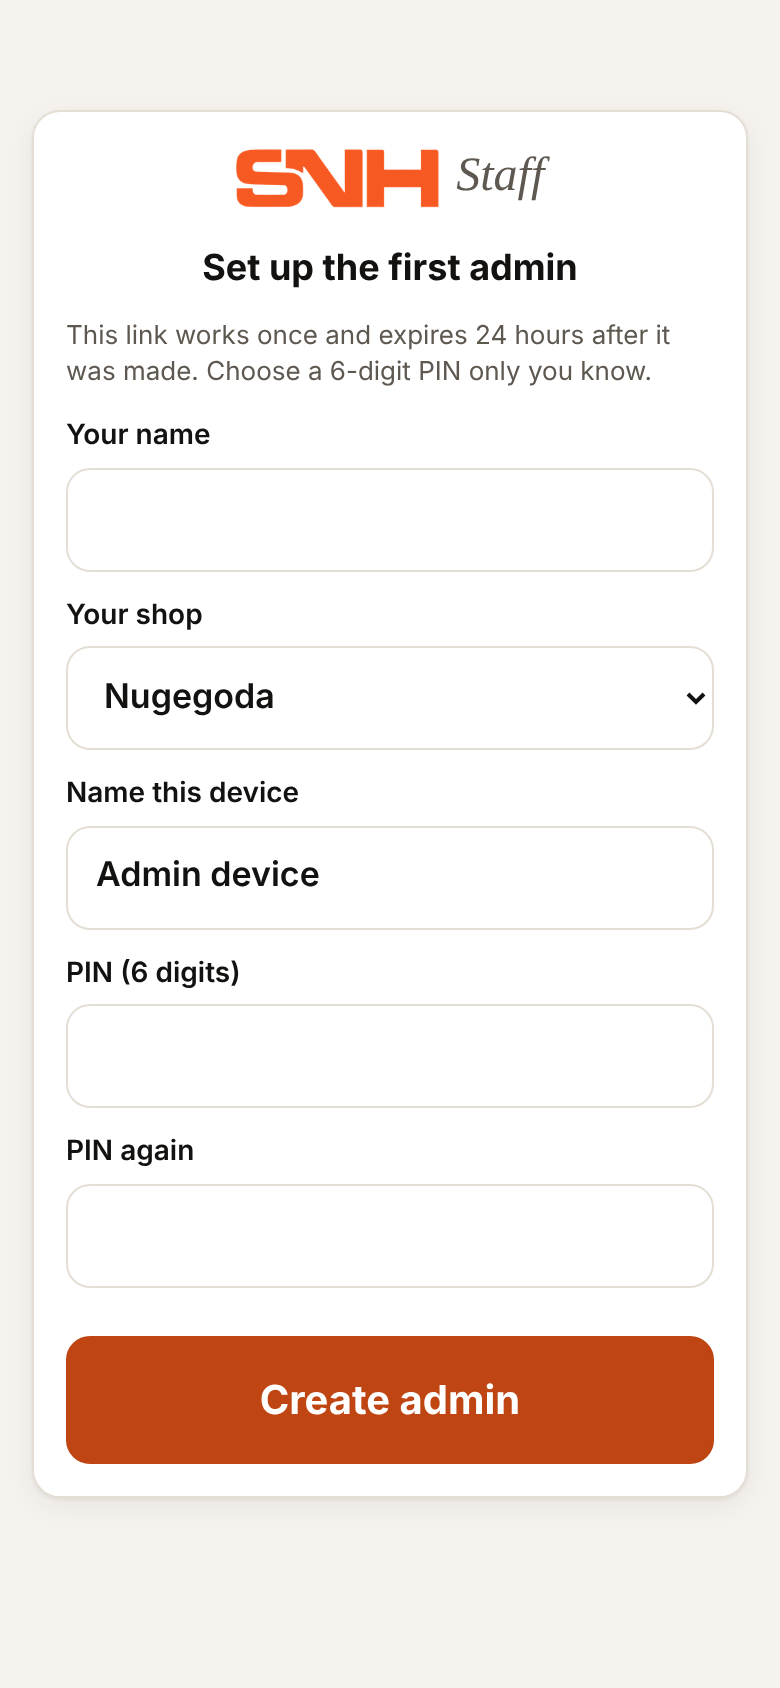 SNH Staff
Set up the first admin
This link works once and expires 24 hours after it
was made. Choose a 6-digit PIN only you know.
Your name
Your shop
Nugegoda
Name this device
Admin device
PIN (6 digits)
PIN again
Create admin